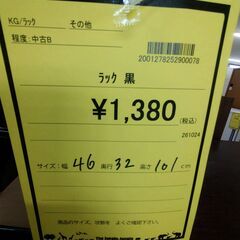 KG/ラック その他
程度:中古B
2001278252900078
ラック 黒
¥1,380
(税込)
261024
サイズ:幅 46 奥行 32 高さ 101 cm
商品のサイズ、状態を よくご確認下さい